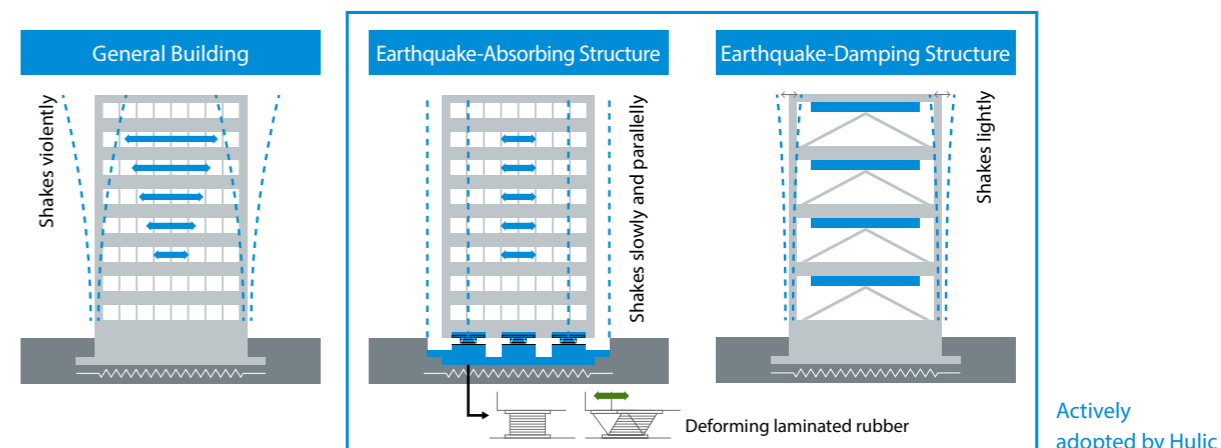 General Building
Earthquake-Absorbing Structure
Earthquake-Damping Structure
Shakes violently
Shakes slowly and parallelly
Shakes lightly
Deforming laminated rubber
Actively
adopted by Hulic